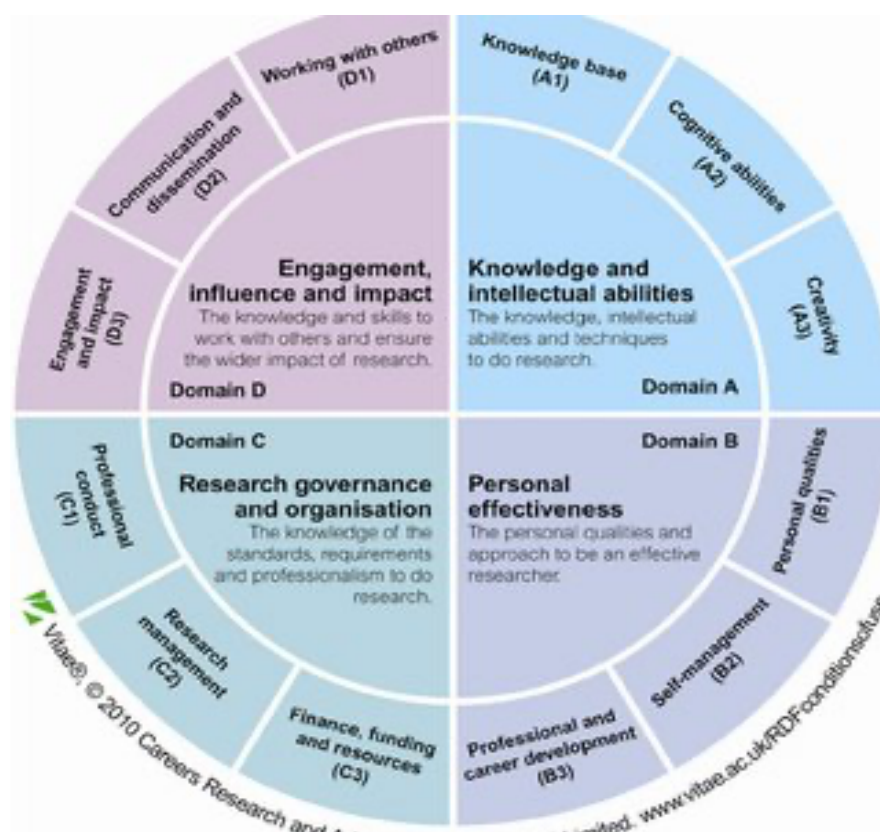 Working with others
(D1)
Knowledge base
(A1)
Communication and
dissemination
(D2)
Cognitive abilities
(A2)
Engagement
and impact
(D3)
Creativity
(A3)
Engagement,
influence and impact
The knowledge and skills to
work with others and ensure
the wider impact of research.
Domain D
Knowledge and
intellectual abilities
The knowledge, intellectual
abilities and techniques
to do research.
Domain A
Domain C
Research governance
and organisation
The knowledge of the
standards, requirements
and professionalism to do
research.
Domain B
Personal
effectiveness
The personal qualities and
approach to be an effective
researcher.
Professional
conduct
(C1)
Personal qualities
(B1)
Research
management
(C2)
Self-management
(B2)
Finance, funding
and resources
(C3)
Professional and
career development
(B3)
Vitae®, © 2010 Careers Research and Limited. www.vitae.ac.uk/RDFconditionsofuse